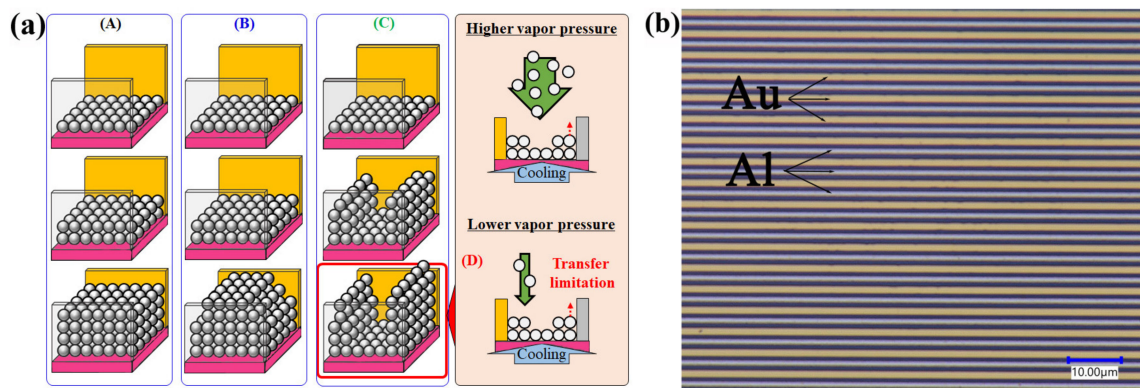 (a)
(A)
(B)
(C)
Higher vapor pressure
Cooling
Lower vapor pressure
(D)
Transfer
limitation
Cooling
(b)
Au
Al
10.00μm